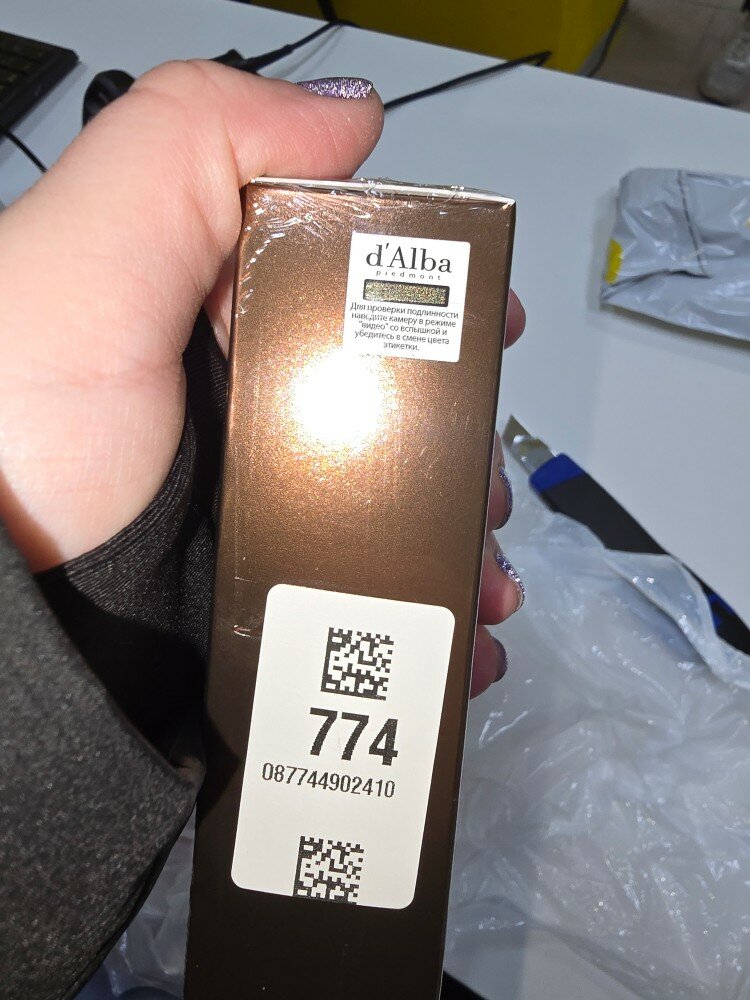 d'Alba
piedmont
Для проверки подлинности
наведите камеру в режиме
"видео" со вспышкой и
убедитесь в смене цвета
этикетки.
774
087744902410